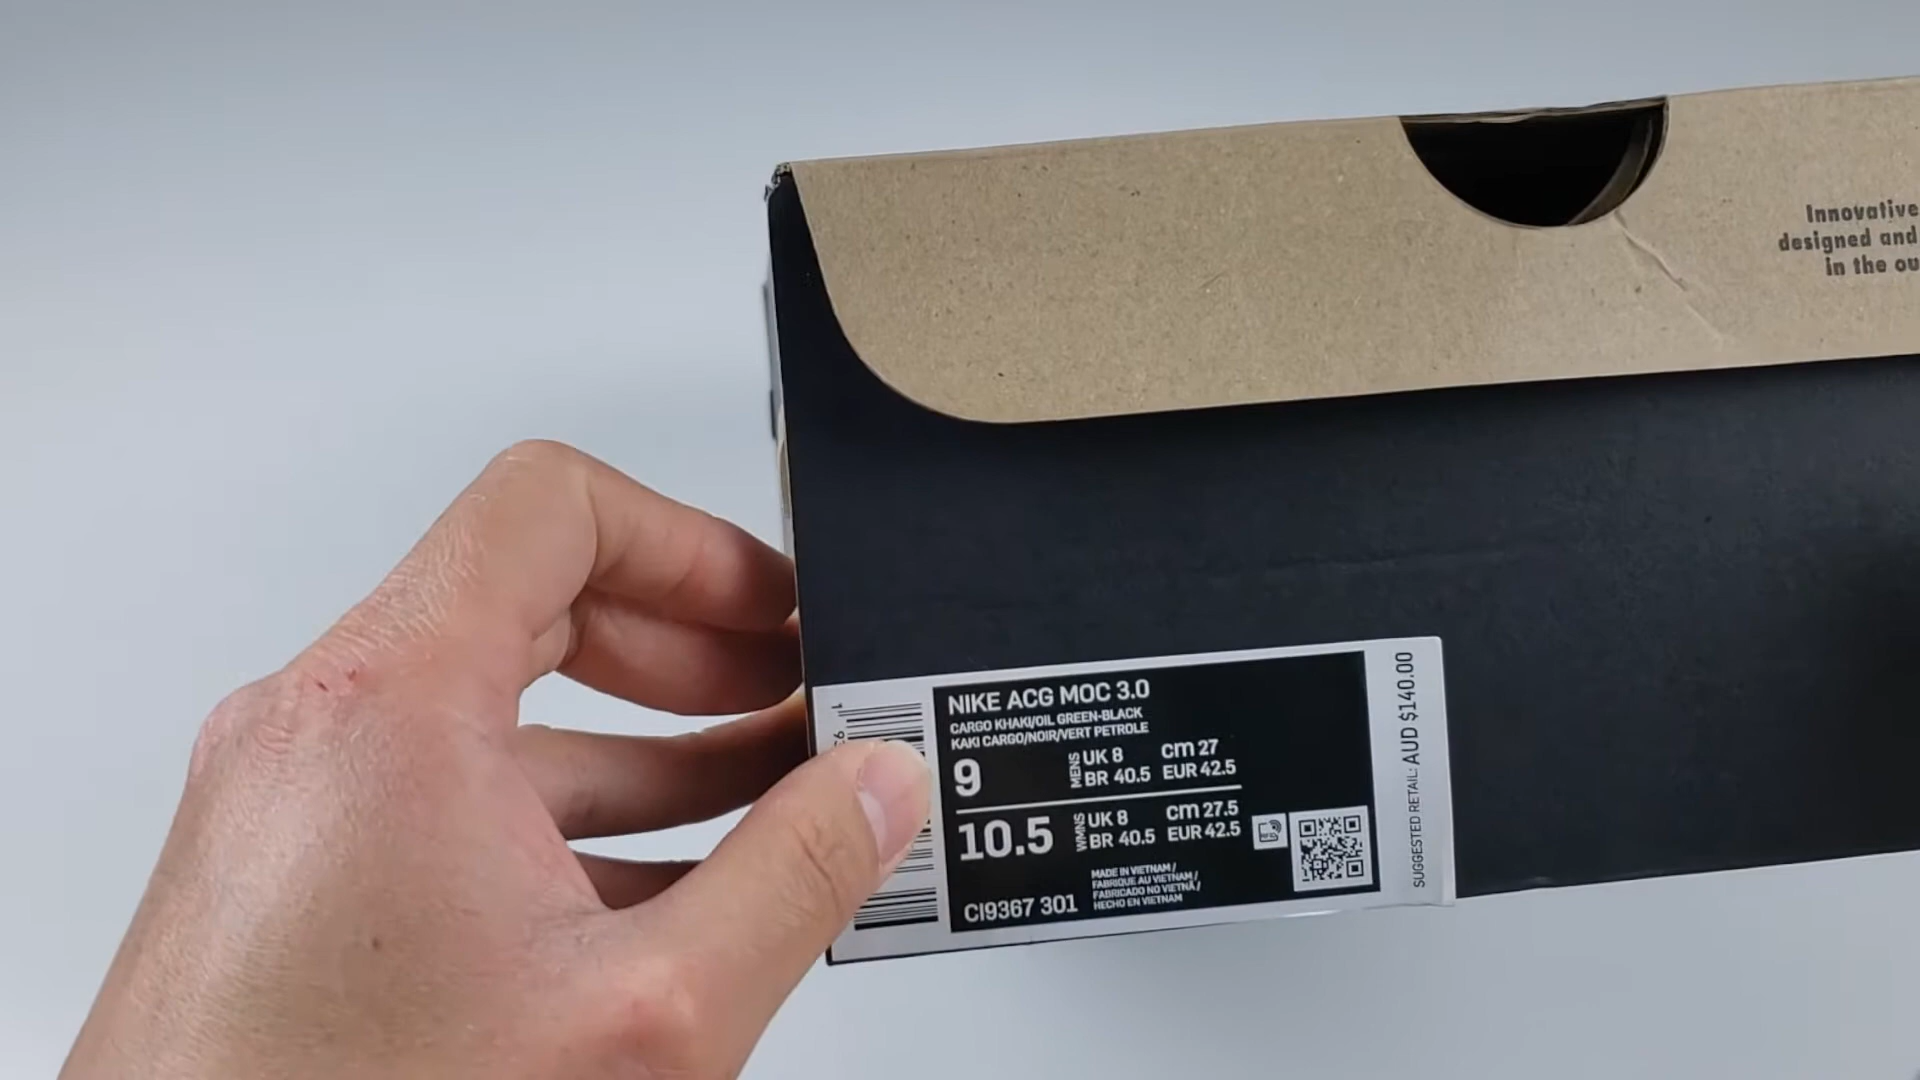 Innovative
designed and
in the ou
NIKE ACG MOC 3.0
CARGO KHAKI/OIL GREEN-BLACK
KAKI CARGO/NOIR/VERT PETROLE
9
MENS
UK 8 cm 27
BR 40.5 EUR 42.5
10.5
WMNS
UK 8 cm 27.5
BR 40.5 EUR 42.5
CI9367 301
MADE IN VIETNAM /
FABRIQUE AU VIETNAM /
FABRICADO NO VIETNÃ /
HECHO EN VIETNAM
SUGGESTED RETAIL: AUD $140.00